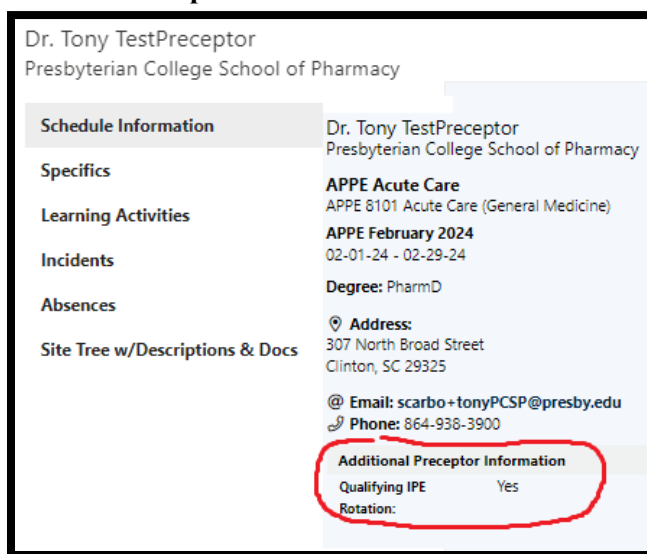 Dr. Tony TestPreceptor
Presbyterian College School of Pharmacy
Schedule Information
Specifics
Learning Activities
Incidents
Absences
Site Tree w/Descriptions & Docs
Dr. Tony TestPreceptor
Presbyterian College School of Pharmacy
APPE Acute Care
APPE 8101 Acute Care (General Medicine)
APPE February 2024
02-01-24 - 02-29-24
Degree: PharmD
Address:
307 North Broad Street
Clinton, SC 29325
@ Email: scarbo+tonyPCSP@presby.edu
Phone: 864-938-3900
Additional Preceptor Information
Qualifying IPE Yes
Rotation: